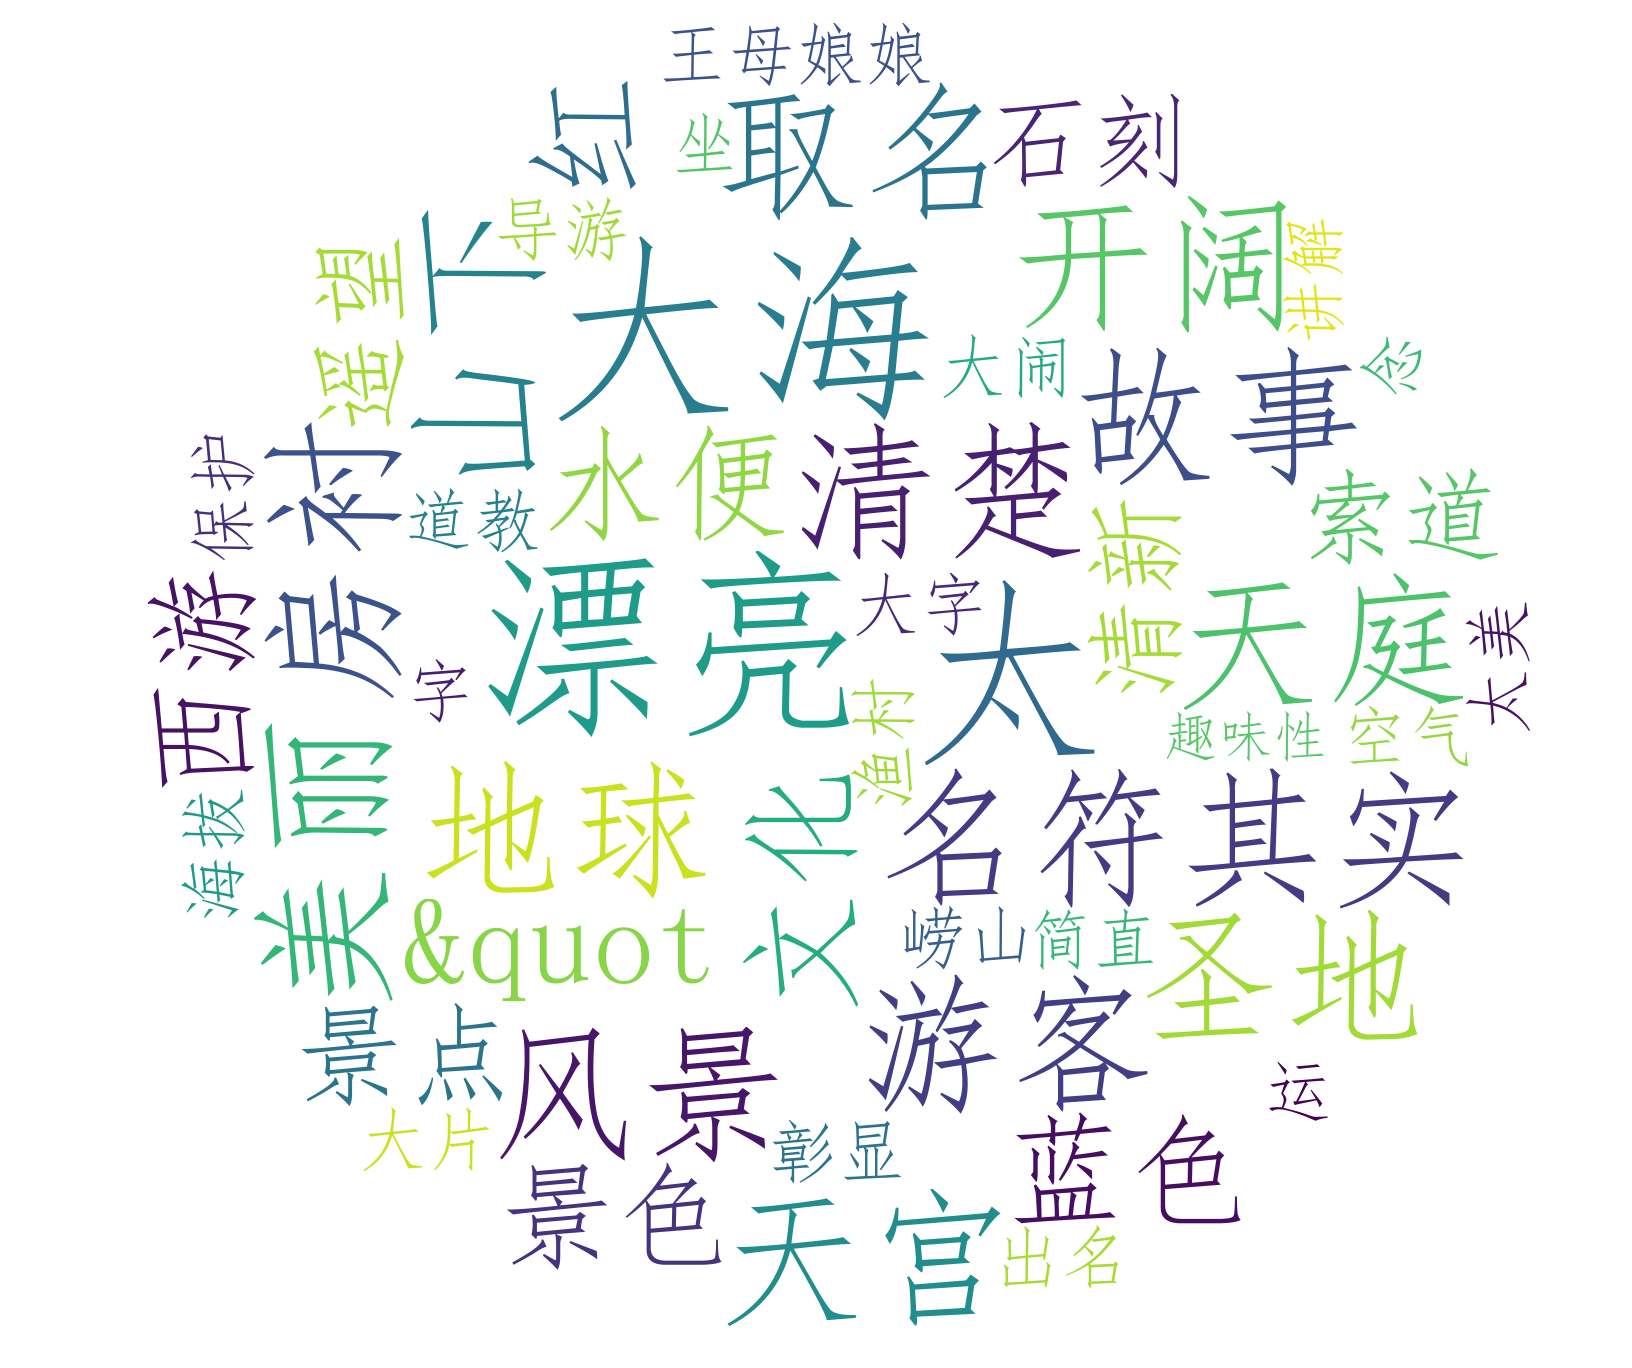 王母娘娘
红
坐
取名
石刻
导游
山下
遥望
大海
开阔
讲解
大闹
故事
念
水便
清楚
保护
房衬
道教
索道
清新
西游
漂亮
大字
太
天庭
太美
字
渔村
趣味性
空气
美丽
海拔
地球
文化
名符其实
&quot
崂山
简直
圣地
景点
风景
游客
运
大片
彰显
蓝色
景色
天宫
出名